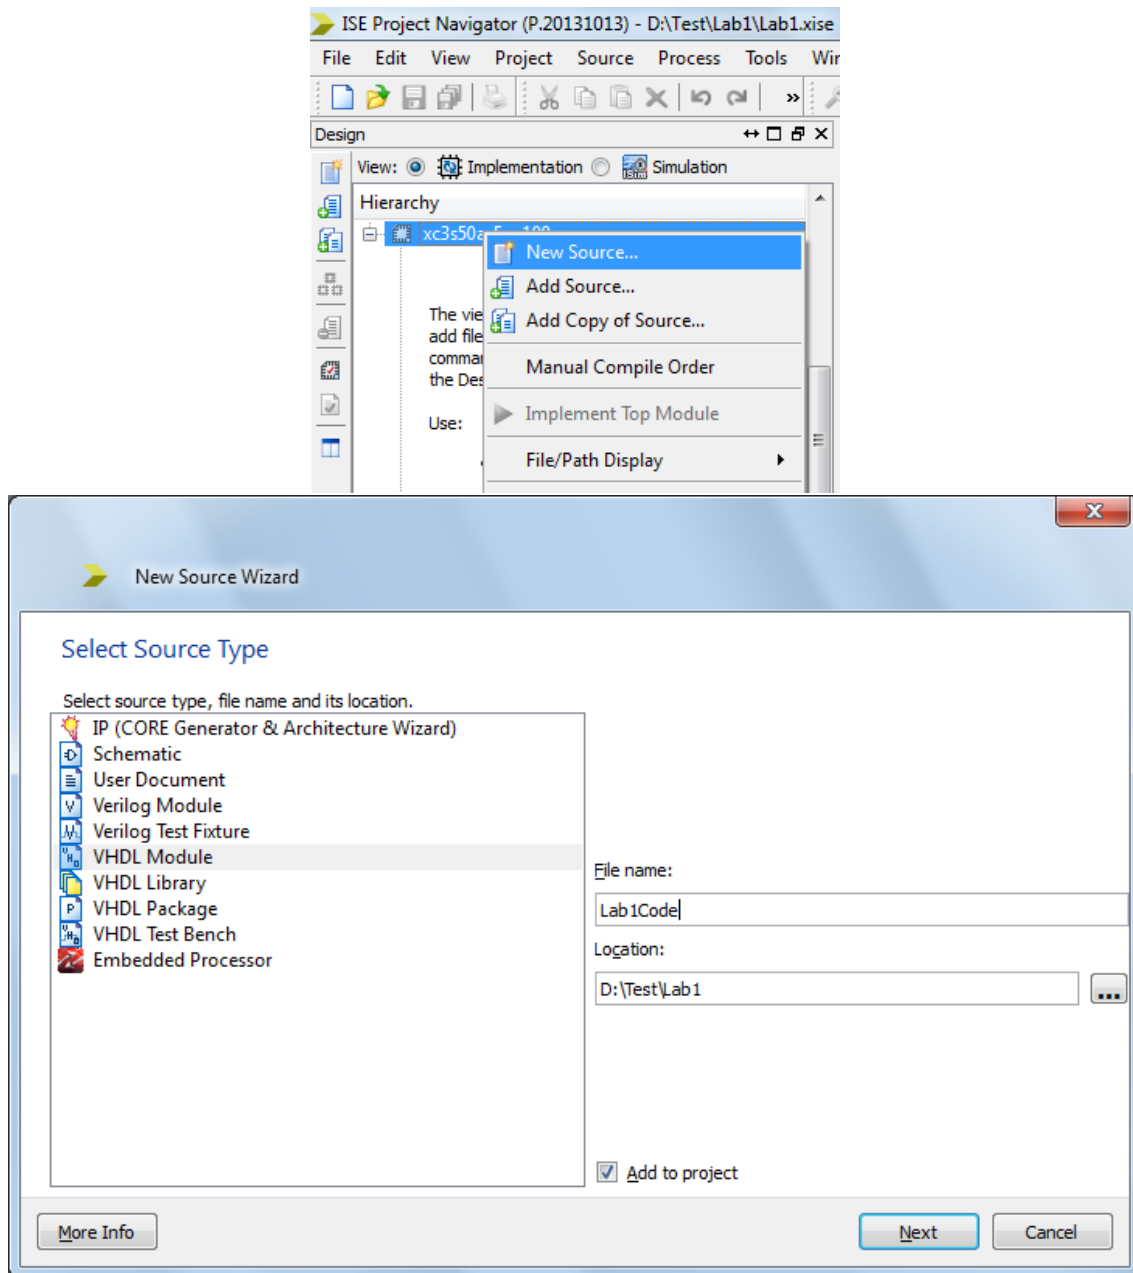 ISE Project Navigator (P.20131013) - D:\Test\Lab1\Lab1.xise
File Edit View Project Source Process Tools
Design
View: Implementation Simulation
Hierarchy
New Source...
Add Source...
The
add file
Add Copy of Source...
the
Manual Compile Order
Use:
Implement Top Module
File/Path Display
New Source Wizard
Select Source Type
Select source type, file name and its location.
IP (CORE Generator & Architecture Wizard)
Schematic
User Document
Verilog Module
Verilog Test Fixture
VHDL Module
VHDL Library
VHDL Package
VHDL Test Bench
Embedded Processor
File name:
Lab1Code
Location:
D:\Test\Lab1
...
Add to project
More Info
Next
Cancel